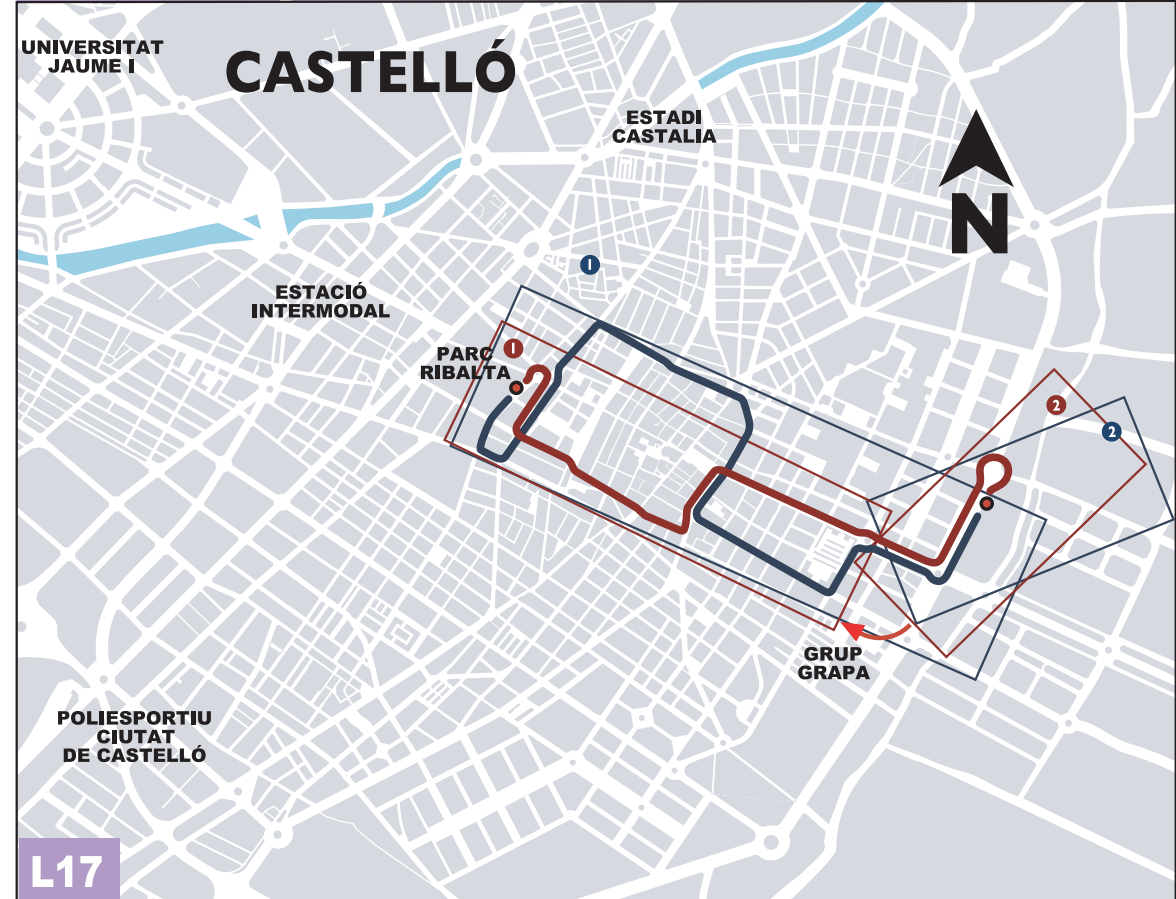 UNIVERSITAT
JAUME I
CASTELLÓ
ESTADI
CASTALIA
N
1
ESTACIÓ
INTERMODAL
1
PARC
RIBALTA
2
2
GRUP
GRAPA
POLIESPORTIU
CIUTAT
DE CASTELLÓ
L17